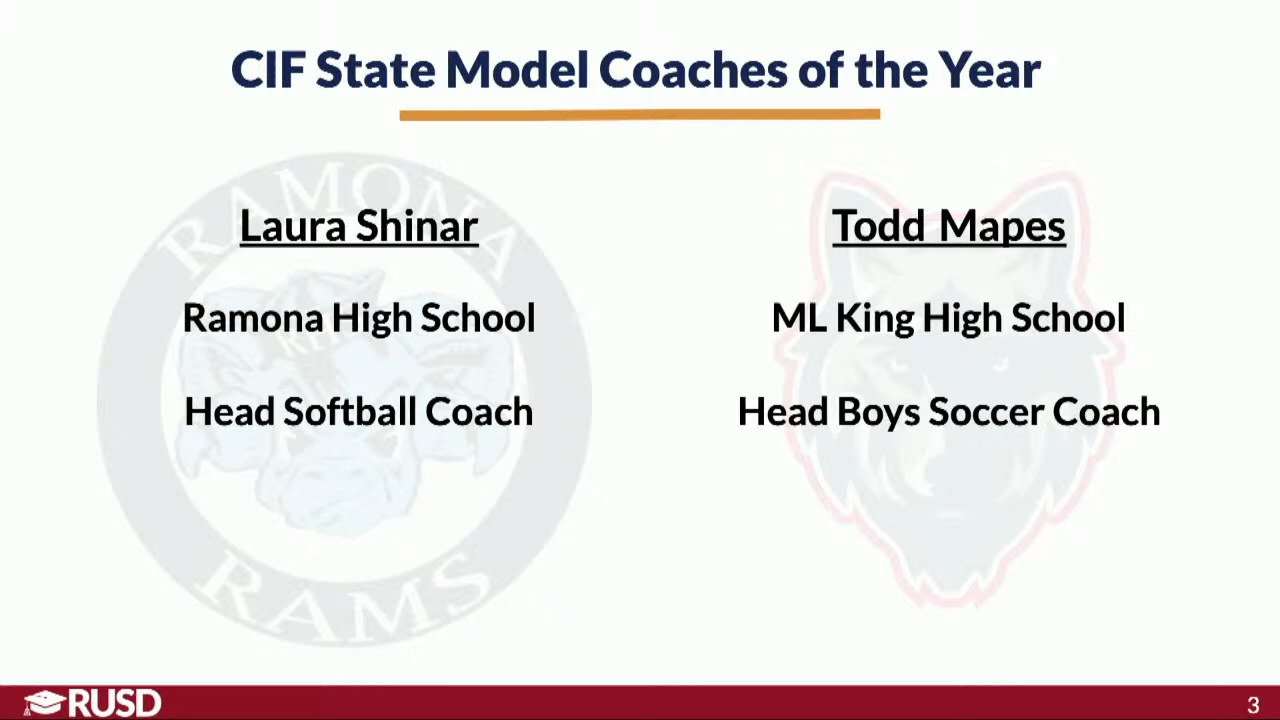 CIF State Model Coaches of the Year
RAMONA
Laura Shinar
Ramona High School
Head Softball Coach
RAMS
Todd Mapes
ML King High School
Head Boys Soccer Coach
RUSD
3